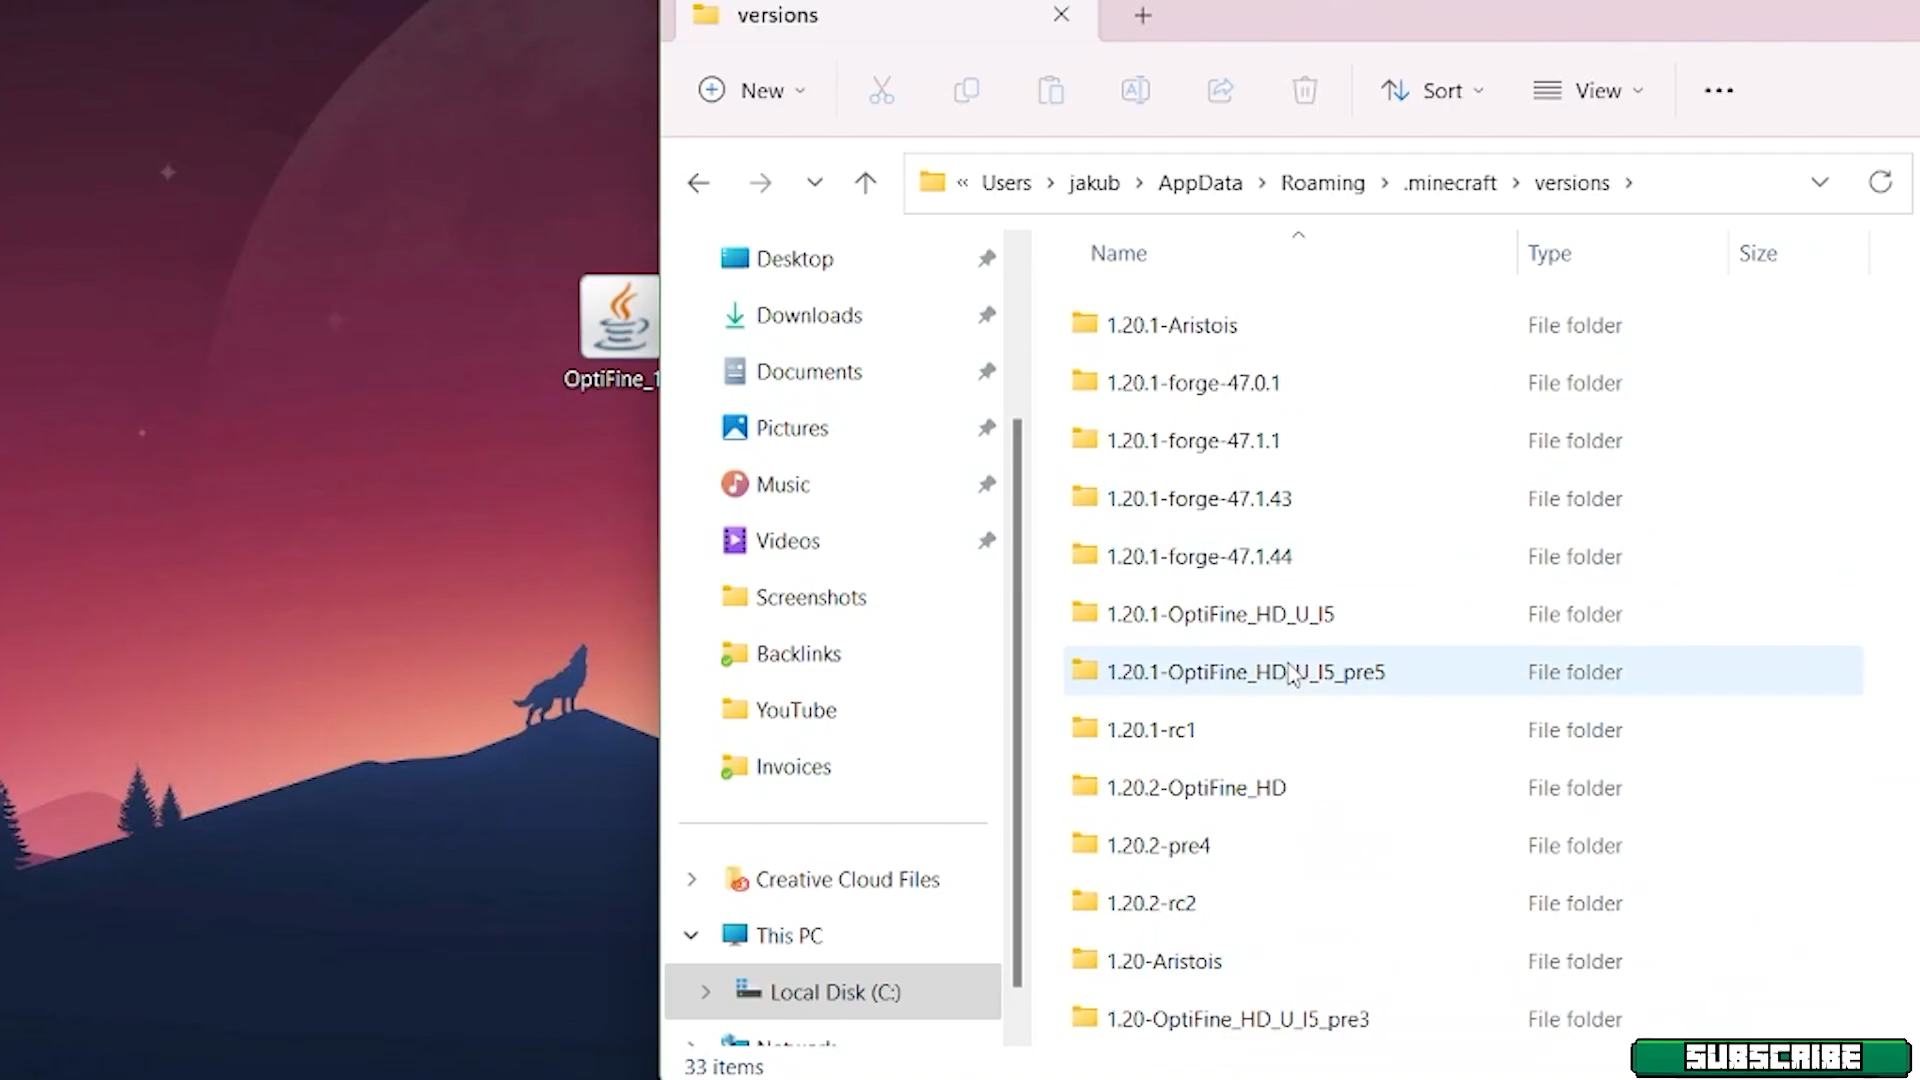 versions
New
Sort
View
« Users > jakub > AppData > Roaming > .minecraft > versions >
Name
Type
Size
Desktop
Downloads
Documents
Pictures
Music
Videos
Screenshots
Backlinks
YouTube
Invoices
Creative Cloud Files
This PC
Local Disk (C:)
33 items
1.20.1-Aristois File folder
1.20.1-forge-47.0.1 File folder
1.20.1-forge-47.1.1 File folder
1.20.1-forge-47.1.43 File folder
1.20.1-forge-47.1.44 File folder
1.20.1-OptiFine_HD_U_I5 File folder
1.20.1-OptiFine_HD_U_I5_pre5 File folder
1.20.1-rc1 File folder
1.20.2-OptiFine_HD File folder
1.20.2-pre4 File folder
1.20.2-rc2 File folder
1.20-Aristois File folder
1.20-OptiFine_HD_U_I5_pre3 File folder
OptiFine_1
SUBSCRIBE